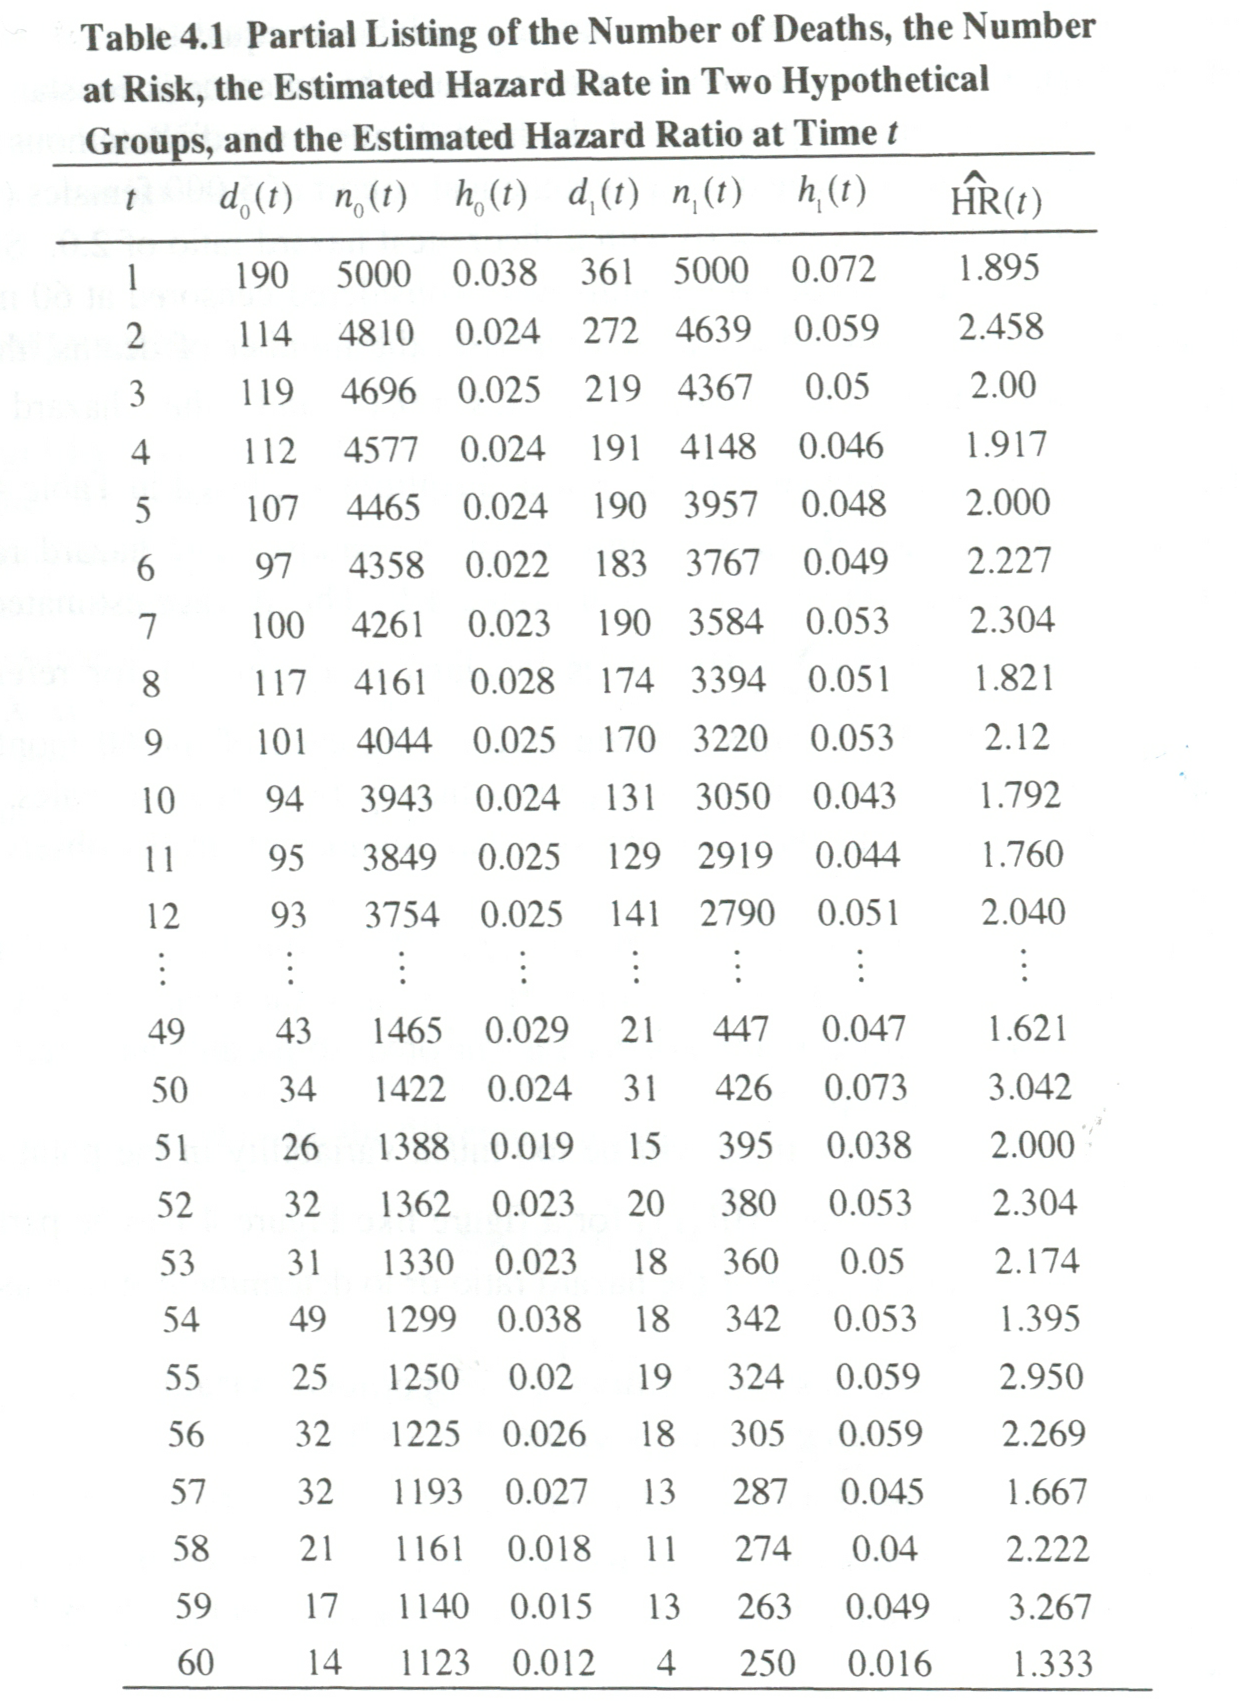 Table 4.1 Partial Listing of the Number of Deaths, the Number
at Risk, the Estimated Hazard Rate in Two Hypothetical
Groups, and the Estimated Hazard Ratio at Time t
t d₀(t) n₀(t) h₀(t) d₁(t) n₁(t) h₁(t) ĤR(t)
1 190 5000 0.038 361 5000 0.072 1.895
2 114 4810 0.024 272 4639 0.059 2.458
3 119 4696 0.025 219 4367 0.05 2.00
4 112 4577 0.024 191 4148 0.046 1.917
5 107 4465 0.024 190 3957 0.048 2.000
6 97 4358 0.022 183 3767 0.049 2.227
7 100 4261 0.023 190 3584 0.053 2.304
8 117 4161 0.028 174 3394 0.051 1.821
9 101 4044 0.025 170 3220 0.053 2.12
10 94 3943 0.024 131 3050 0.043 1.792
11 95 3849 0.025 129 2919 0.044 1.760
12 93 3754 0.025 141 2790 0.051 2.040
⋮ ⋮ ⋮ ⋮ ⋮ ⋮ ⋮ ⋮
49 43 1465 0.029 21 447 0.047 1.621
50 34 1422 0.024 31 426 0.073 3.042
51 26 1388 0.019 15 395 0.038 2.000
52 32 1362 0.023 20 380 0.053 2.304
53 31 1330 0.023 18 360 0.05 2.174
54 49 1299 0.038 18 342 0.053 1.395
55 25 1250 0.02 19 324 0.059 2.950
56 32 1225 0.026 18 305 0.059 2.269
57 32 1193 0.027 13 287 0.045 1.667
58 21 1161 0.018 11 274 0.04 2.222
59 17 1140 0.015 13 263 0.049 3.267
60 14 1123 0.012 4 250 0.016 1.333